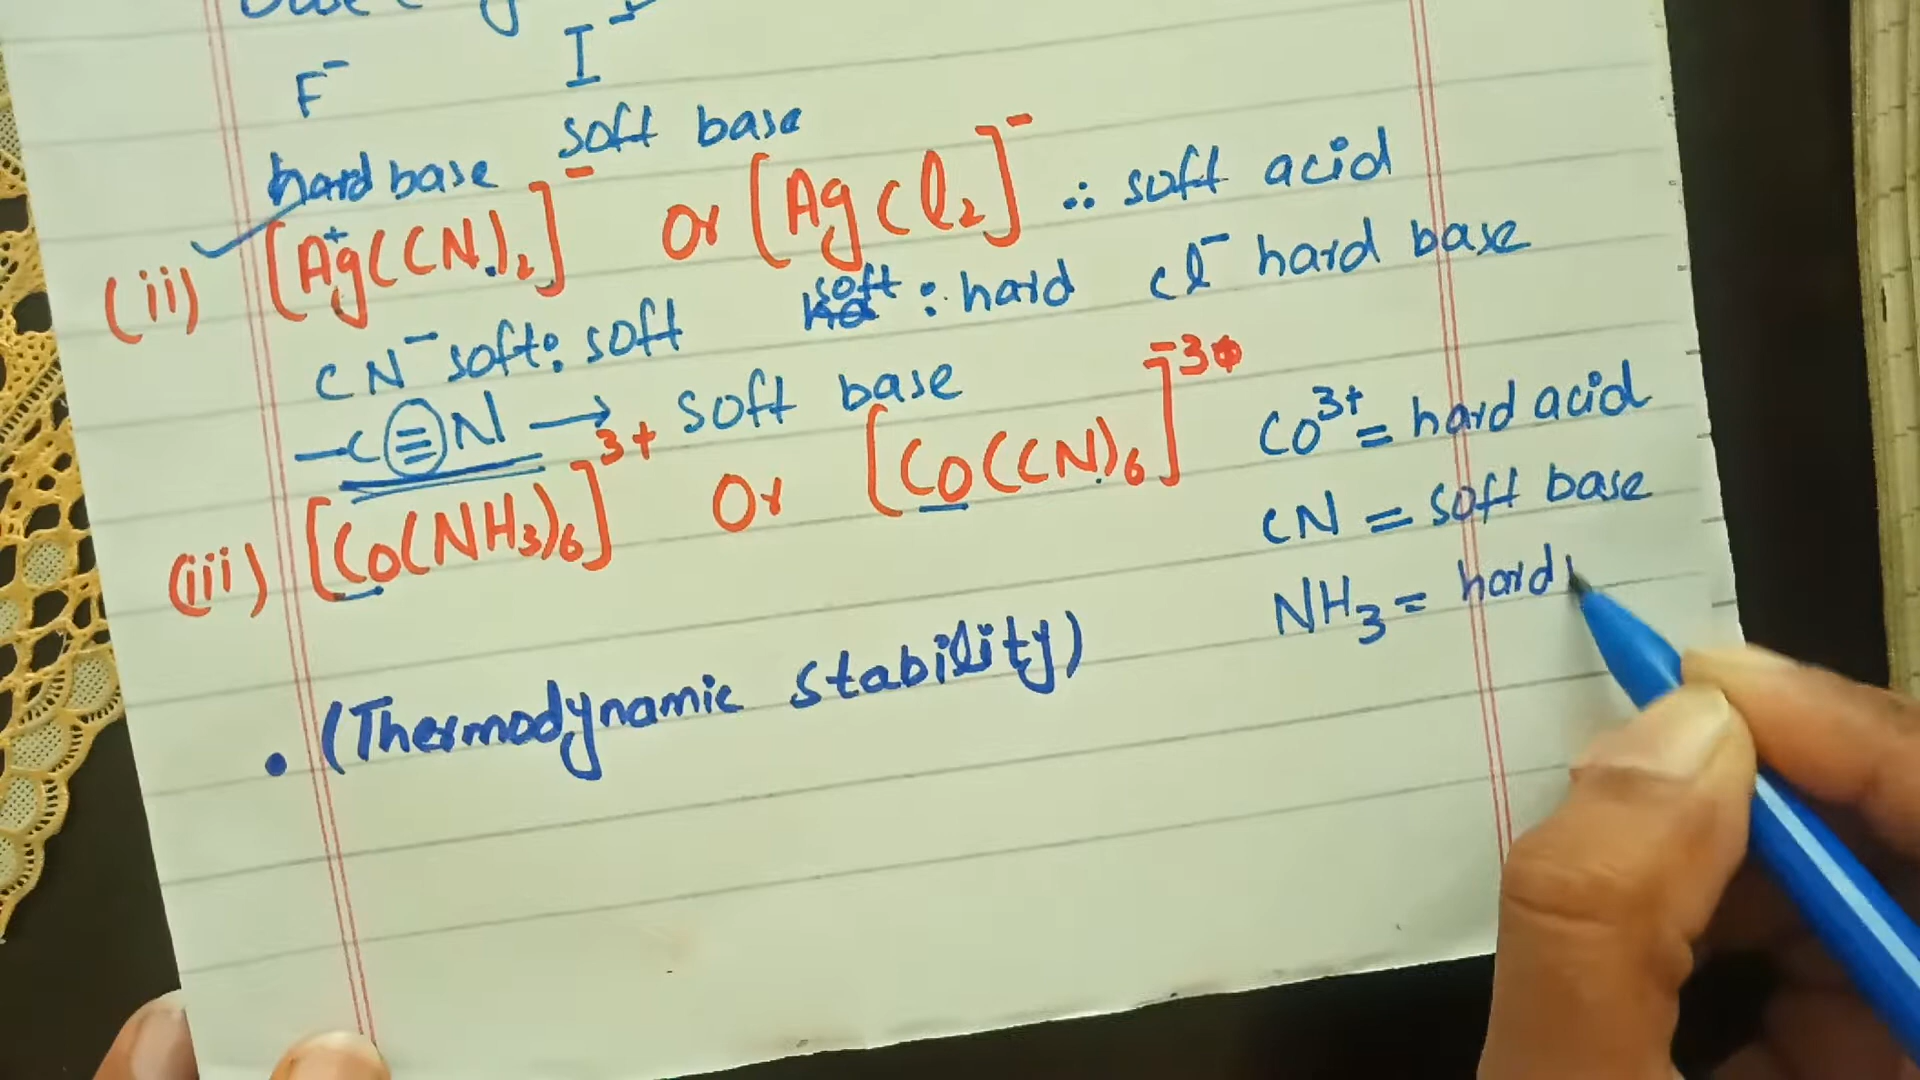 F⁻ I⁻
hard base soft base
(ii) [Ag⁺(CN)₂]⁻ or [AgCl₂]⁻ ∴ soft acid
CN⁻ soft: soft soft : hard Cl⁻ hard base
–C≡N → soft base
(iii) [Co(NH₃)₆]³⁺ Or [Co(CN)₆]⁻³
Co³⁺ = hard acid
CN = soft base
NH₃ = hard
• (Thermodynamic stability)